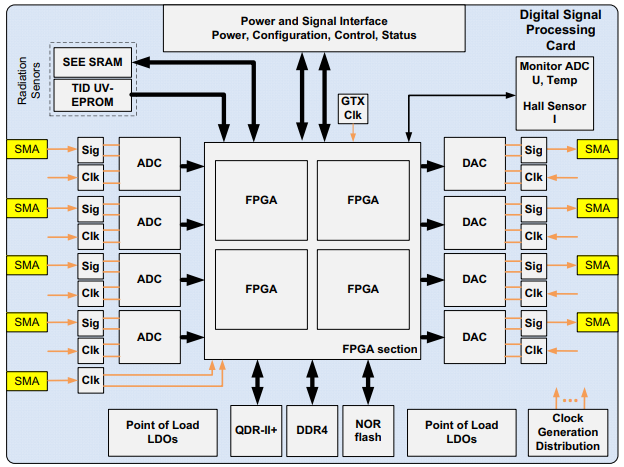 Power and Signal Interface
Power, Configuration, Control, Status
Digital Signal
Processing
Card
Radiation
Senors
SEE SRAM
TID UV-
EPROM
GTX
Clk
Monitor ADC
U, Temp
Hall Sensor
I
SMA
Sig
Clk
ADC
SMA
Sig
Clk
ADC
SMA
Sig
Clk
ADC
SMA
Sig
Clk
ADC
SMA
Clk
FPGA
FPGA
FPGA
FPGA
FPGA section
DAC
Sig
Clk
SMA
DAC
Sig
Clk
SMA
DAC
Sig
Clk
SMA
DAC
Sig
Clk
SMA
Point of Load
LDOs
QDR-II+
DDR4
NOR
flash
Point of Load
LDOs
Clock
Generation
Distribution